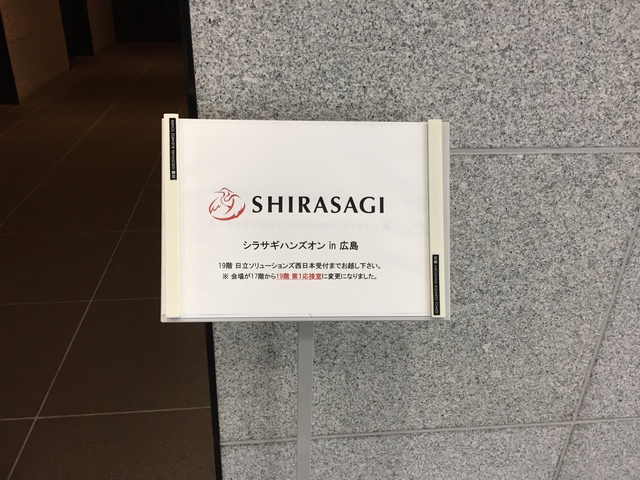 SHIRASAGI
シラサギハンズオン in 広島
19階 日立ソリューションズ西日本受付までお越し下さい。
※ 会場が17階から19階 第1応接室に変更になりました。